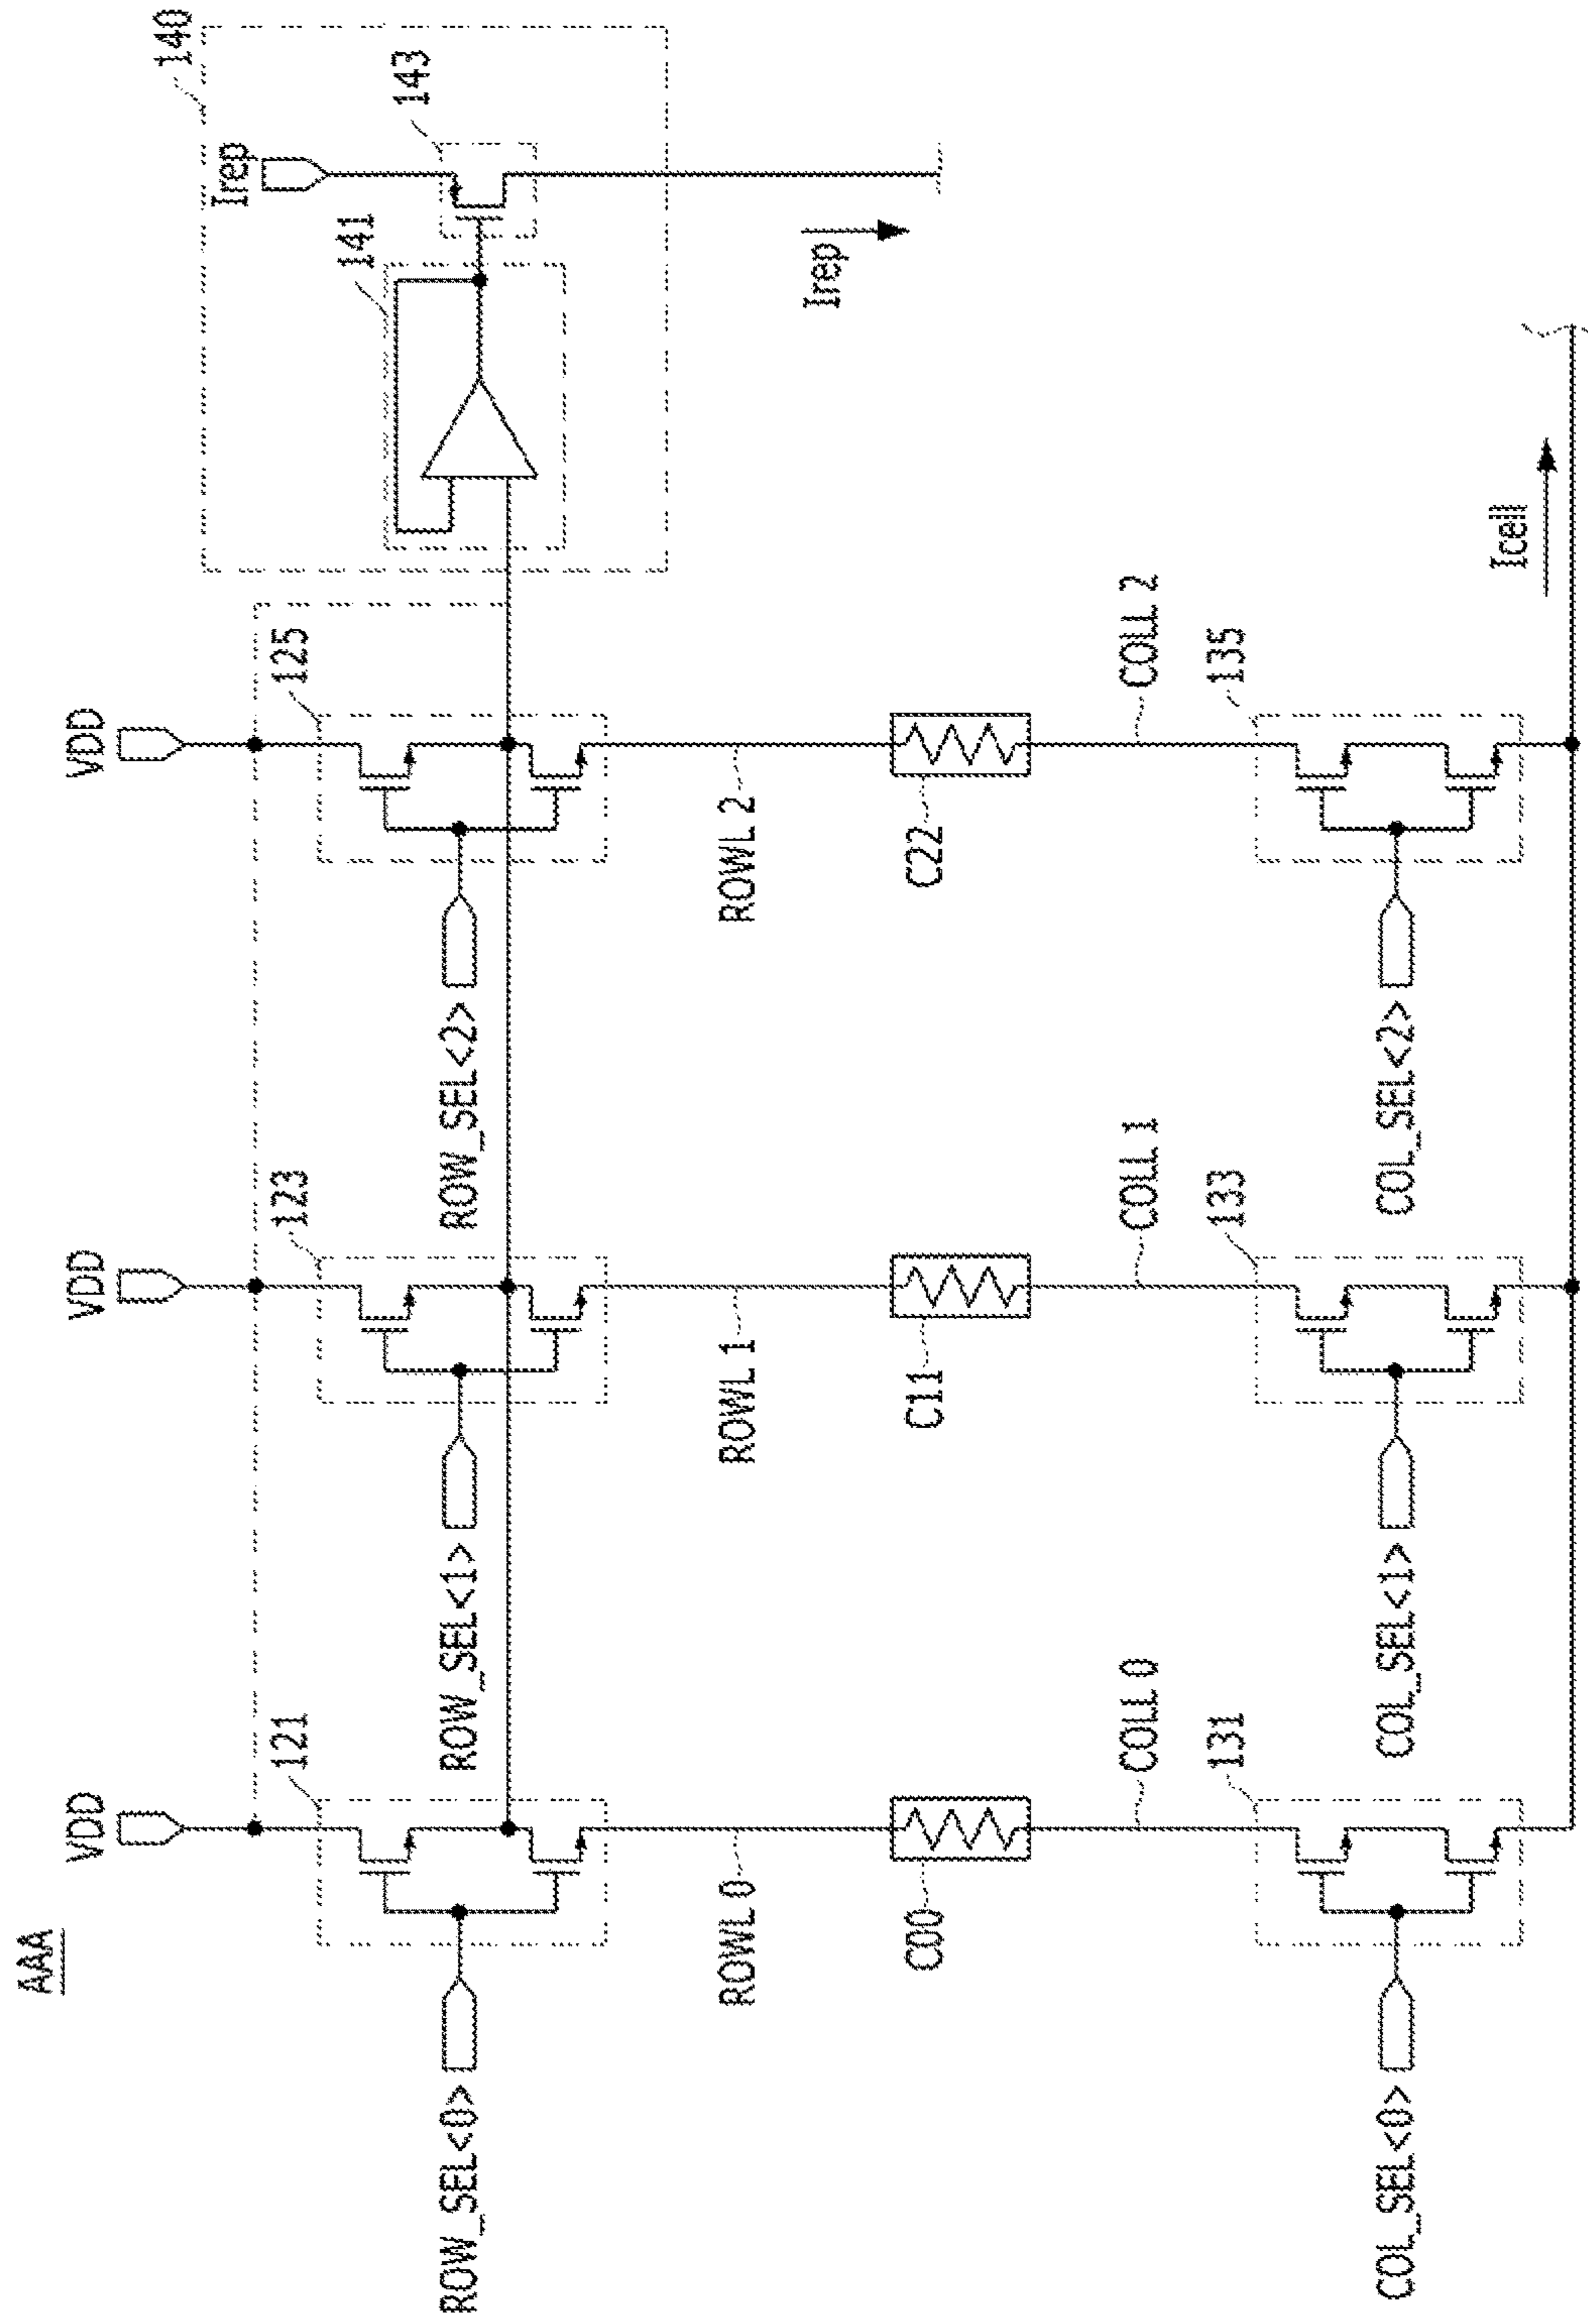 AAA
VDD
VDD
VDD
140
Irep
143
141
121
123
125
ROW_SEL<0>
ROW_SEL<1>
ROW_SEL<2>
ROWL 0
ROWL 1
ROWL 2
Irep
C00
C11
C22
COLL 0
COLL 1
COLL 2
131
133
135
COL_SEL<0>
COL_SEL<1>
COL_SEL<2>
Icell